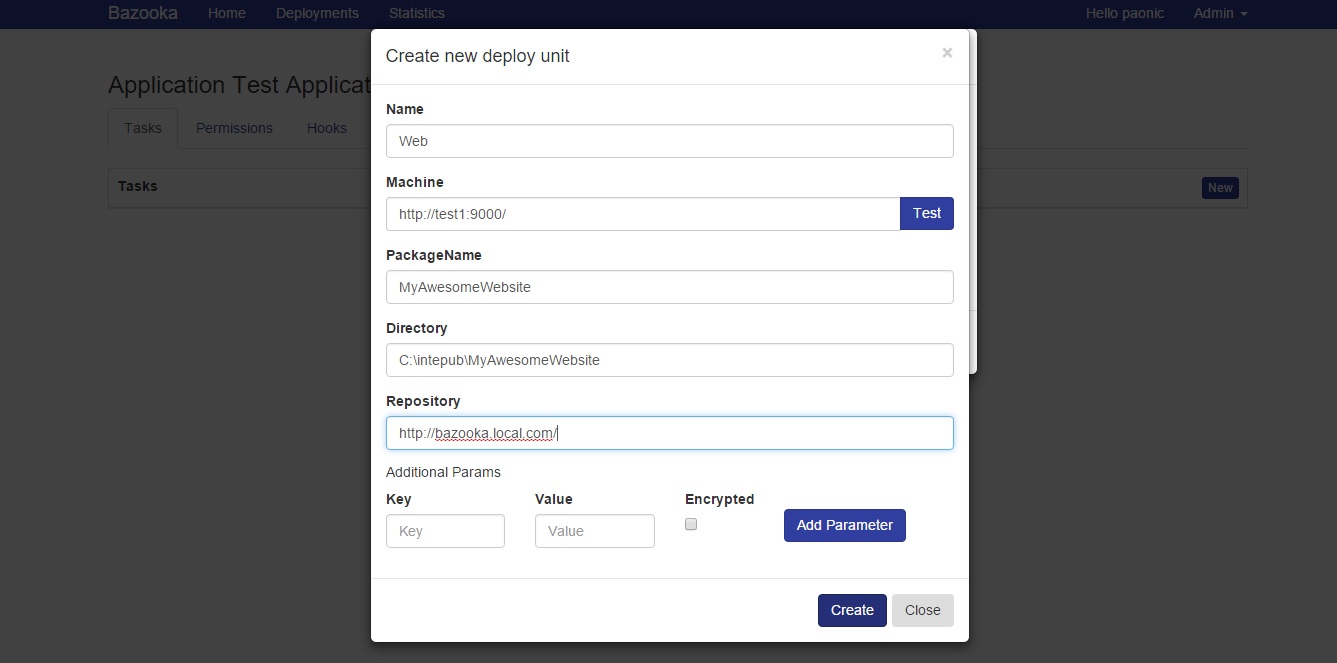 Bazooka Home Deployments Statistics Hello paonic Admin
Create new deploy unit ×
Application Test Applicat
Name
Tasks Permissions Hooks
Web
Machine
Tasks New
http://test1:9000/ Test
PackageName
MyAwesomeWebsite
Directory
C:\intepub\MyAwesomeWebsite
Repository
http://bazooka.local.com/
Additional Params
Key Value Encrypted
Key Value Add Parameter
Create Close